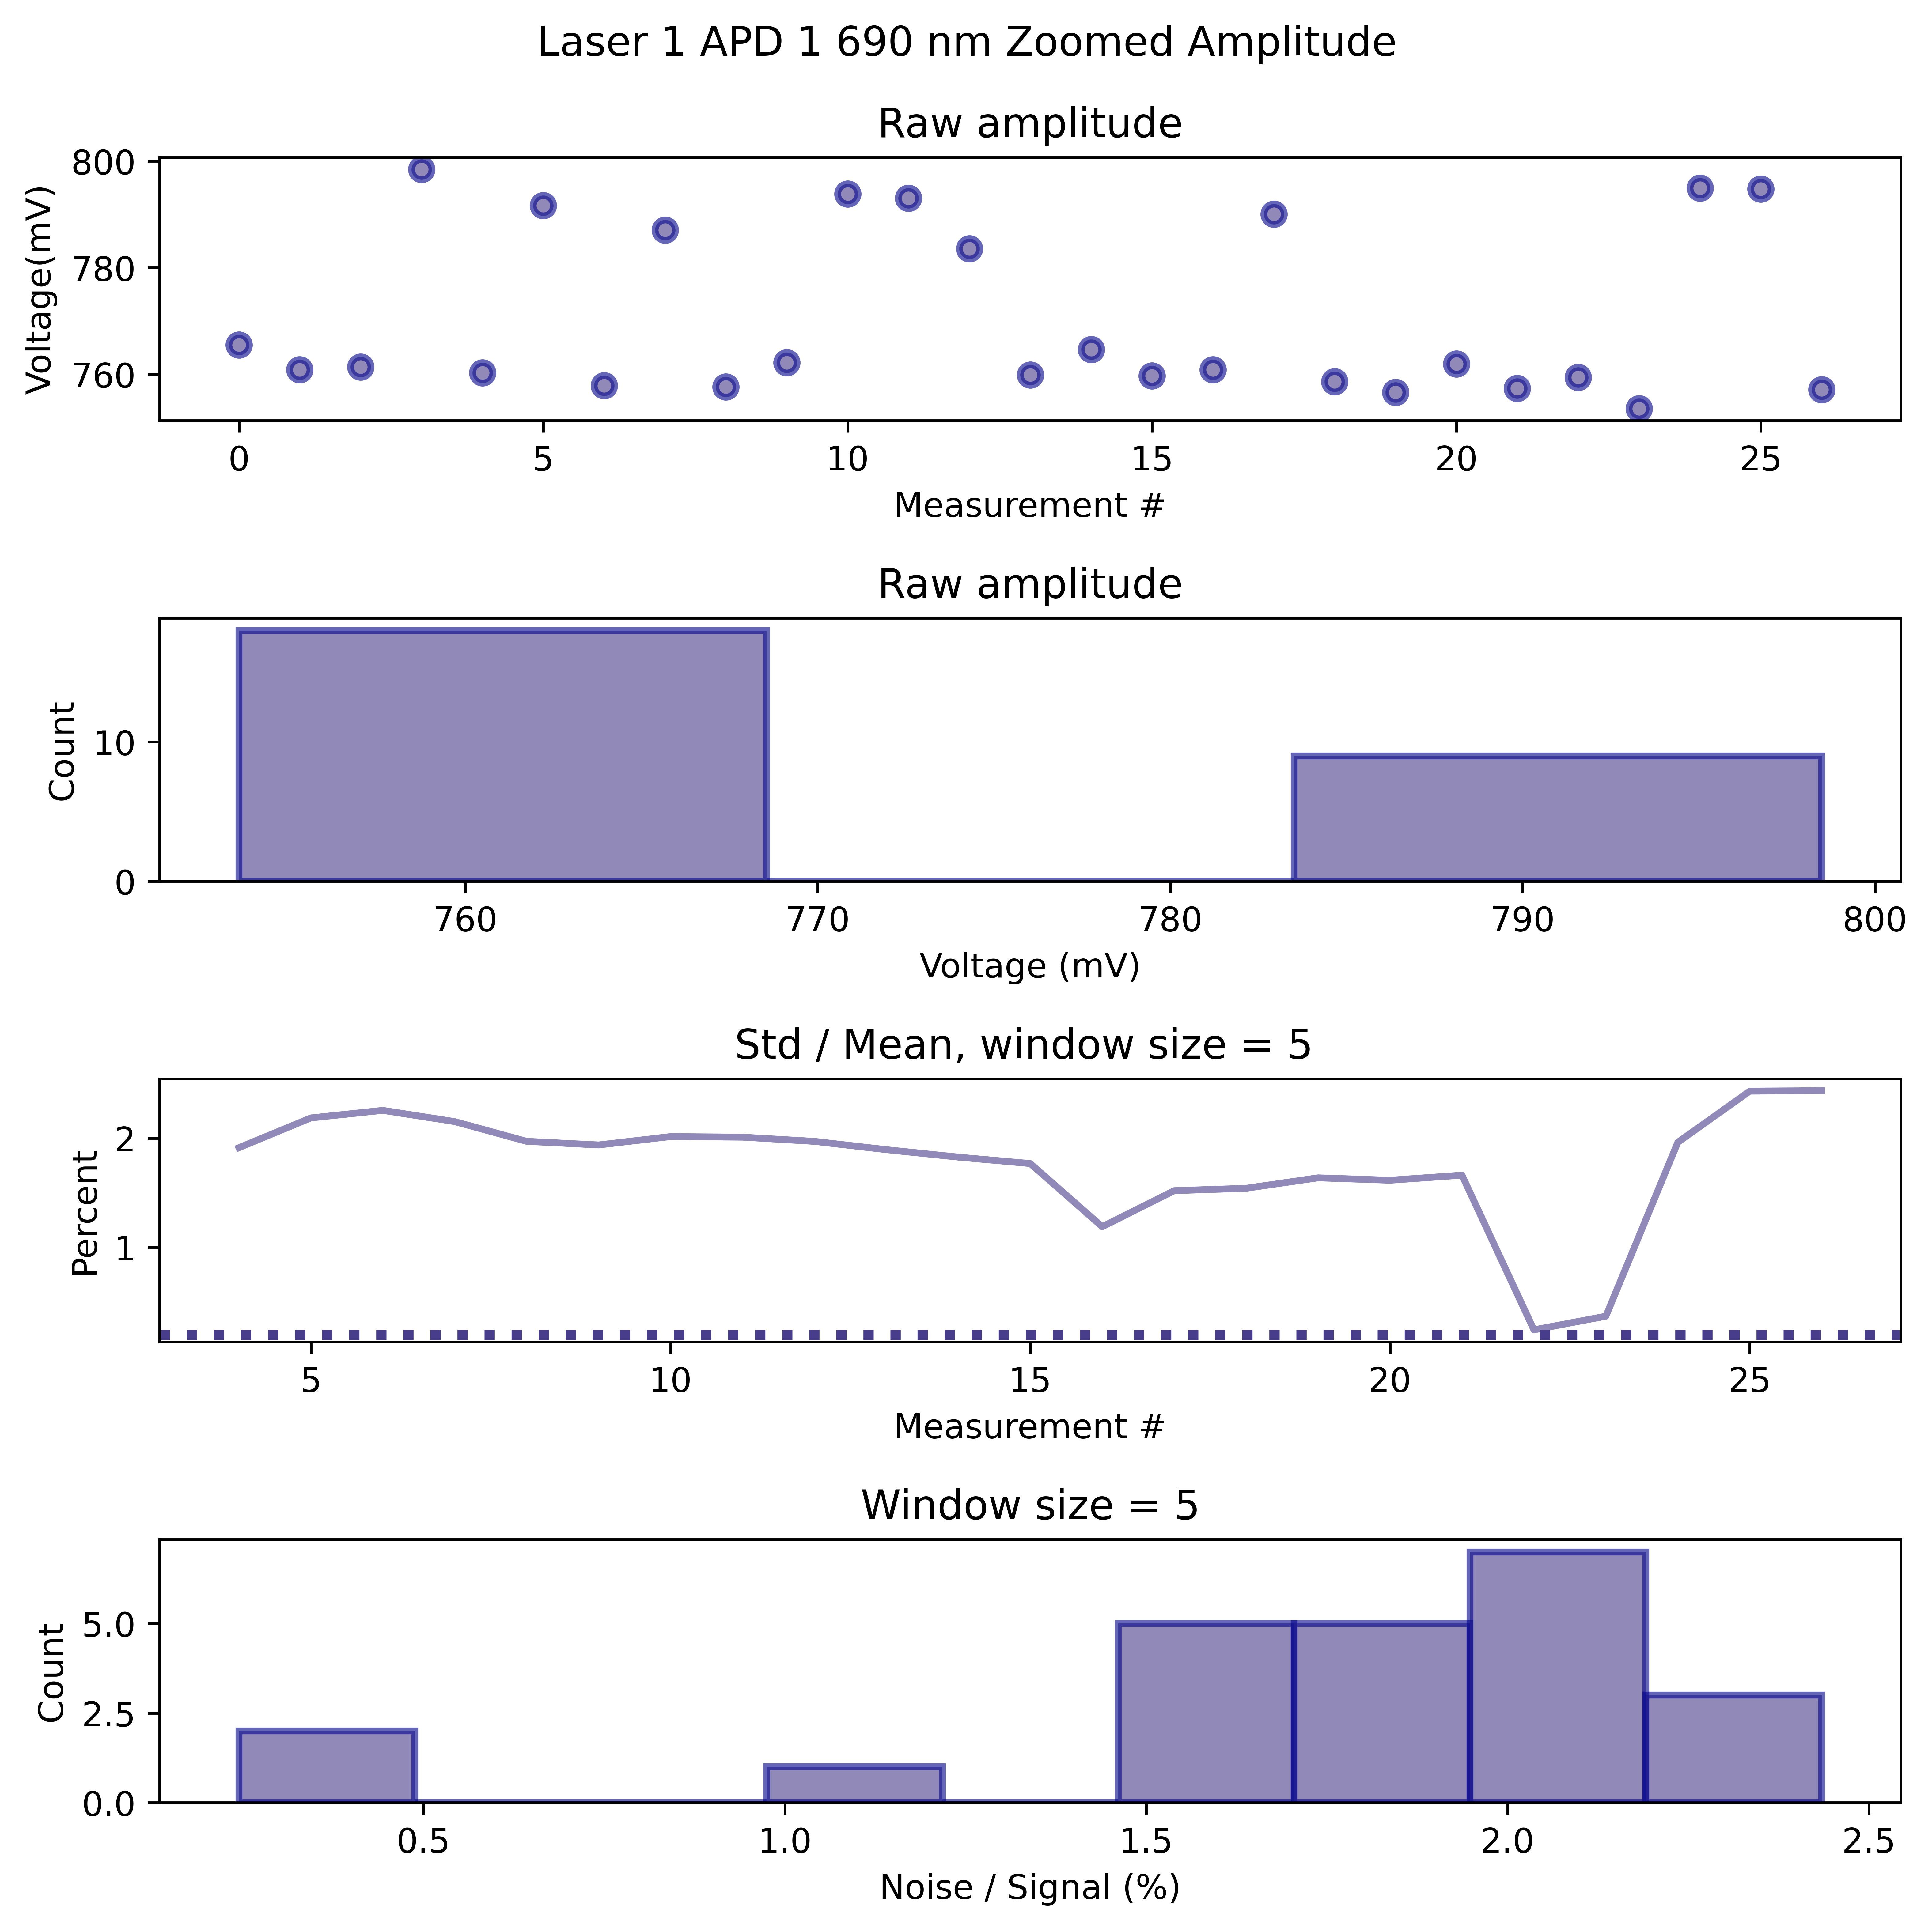 Laser 1 APD 1 690 nm Zoomed Amplitude
Raw amplitude
Voltage(mV)
800
780
760
0 5 10 15 20 25
Measurement #
Raw amplitude
Count
10
0
760 770 780 790 800
Voltage (mV)
Std / Mean, window size = 5
Percent
2
1
5 10 15 20 25
Measurement #
Window size = 5
Count
5.0
2.5
0.0
0.5 1.0 1.5 2.0 2.5
Noise / Signal (%)